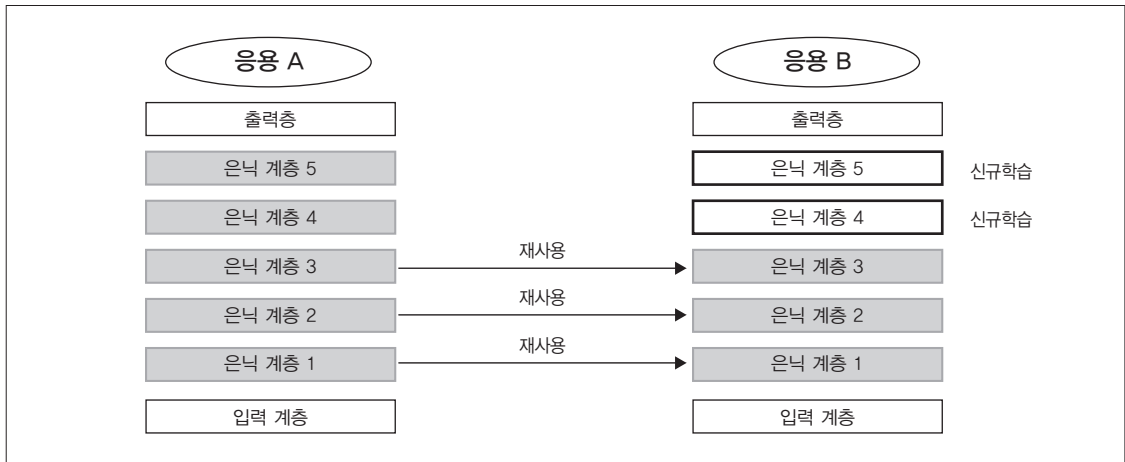 응용 A
출력층
은닉 계층 5
은닉 계층 4
은닉 계층 3
은닉 계층 2
은닉 계층 1
입력 계층
재사용
재사용
재사용
응용 B
출력층
은닉 계층 5 신규학습
은닉 계층 4 신규학습
은닉 계층 3
은닉 계층 2
은닉 계층 1
입력 계층